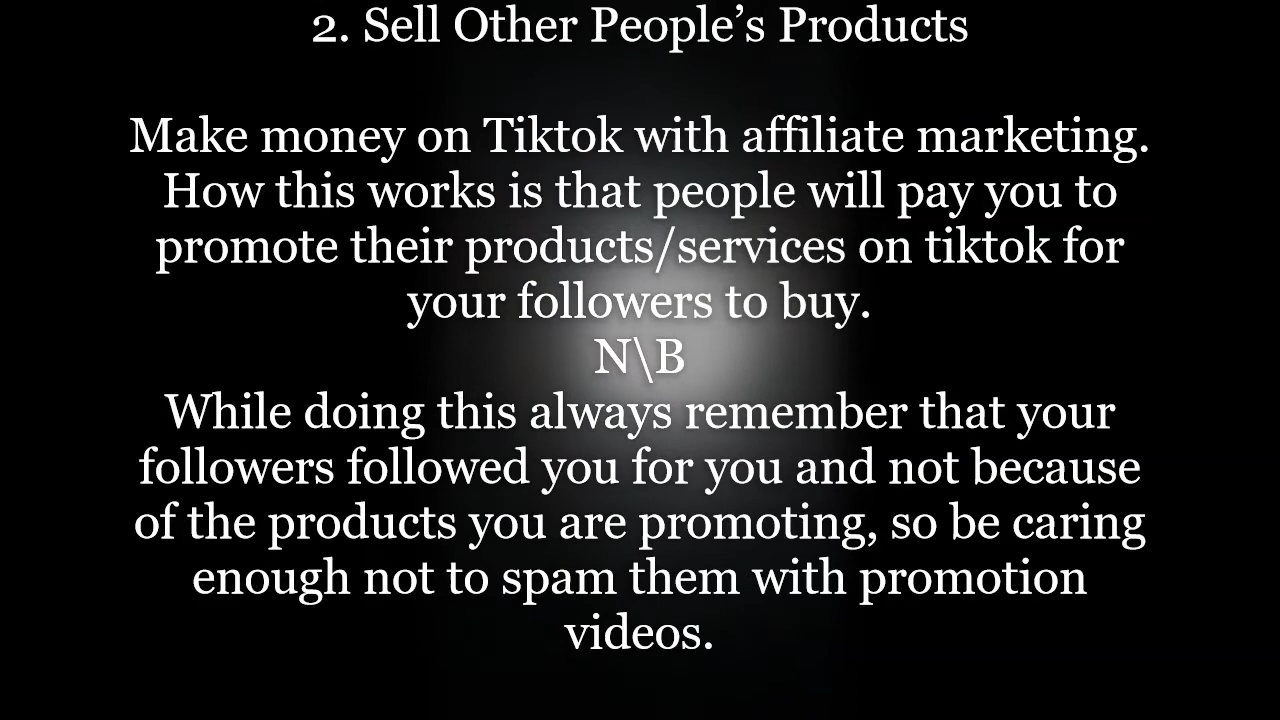 2. Sell Other People’s Products
Make money on Tiktok with affiliate marketing.
How this works is that people will pay you to
promote their products/services on tiktok for
your followers to buy.
N\B
While doing this always remember that your
followers followed you for you and not because
of the products you are promoting, so be caring
enough not to spam them with promotion
videos.